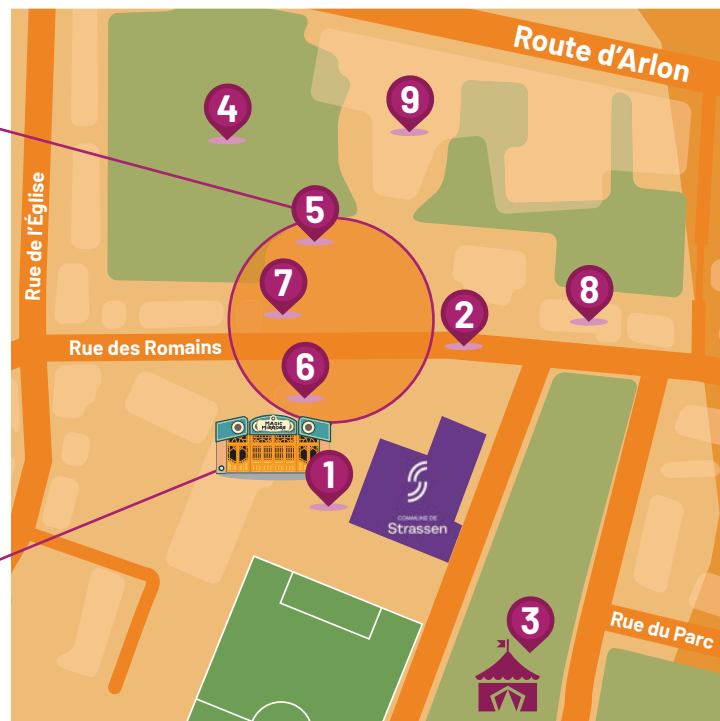 Route d'Arlon
4
9
5
Rue de l'Église
7
2
8
Rue des Romains
6
MAGIC
MIRRORS
1
COMMUNE DE
Strassen
3
Rue du Parc